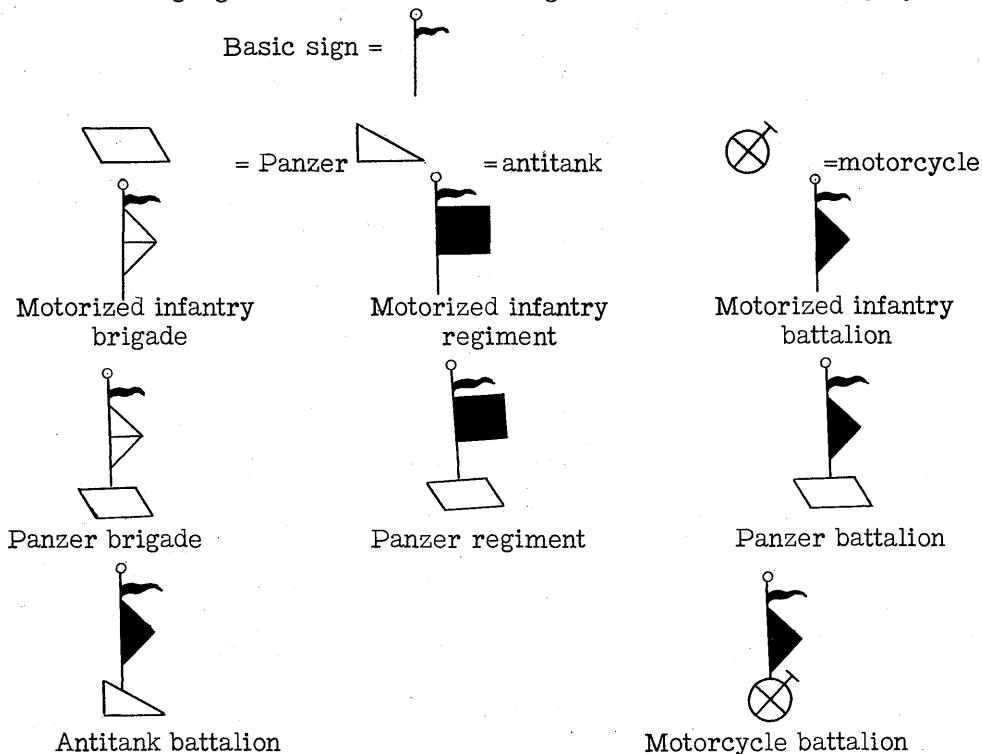 Basic sign =
= Panzer
= antitank
= motorcycle
Motorized infantry
brigade
Motorized infantry
regiment
Motorized infantry
battalion
Panzer brigade
Panzer regiment
Panzer battalion
Antitank battalion
Motorcycle battalion